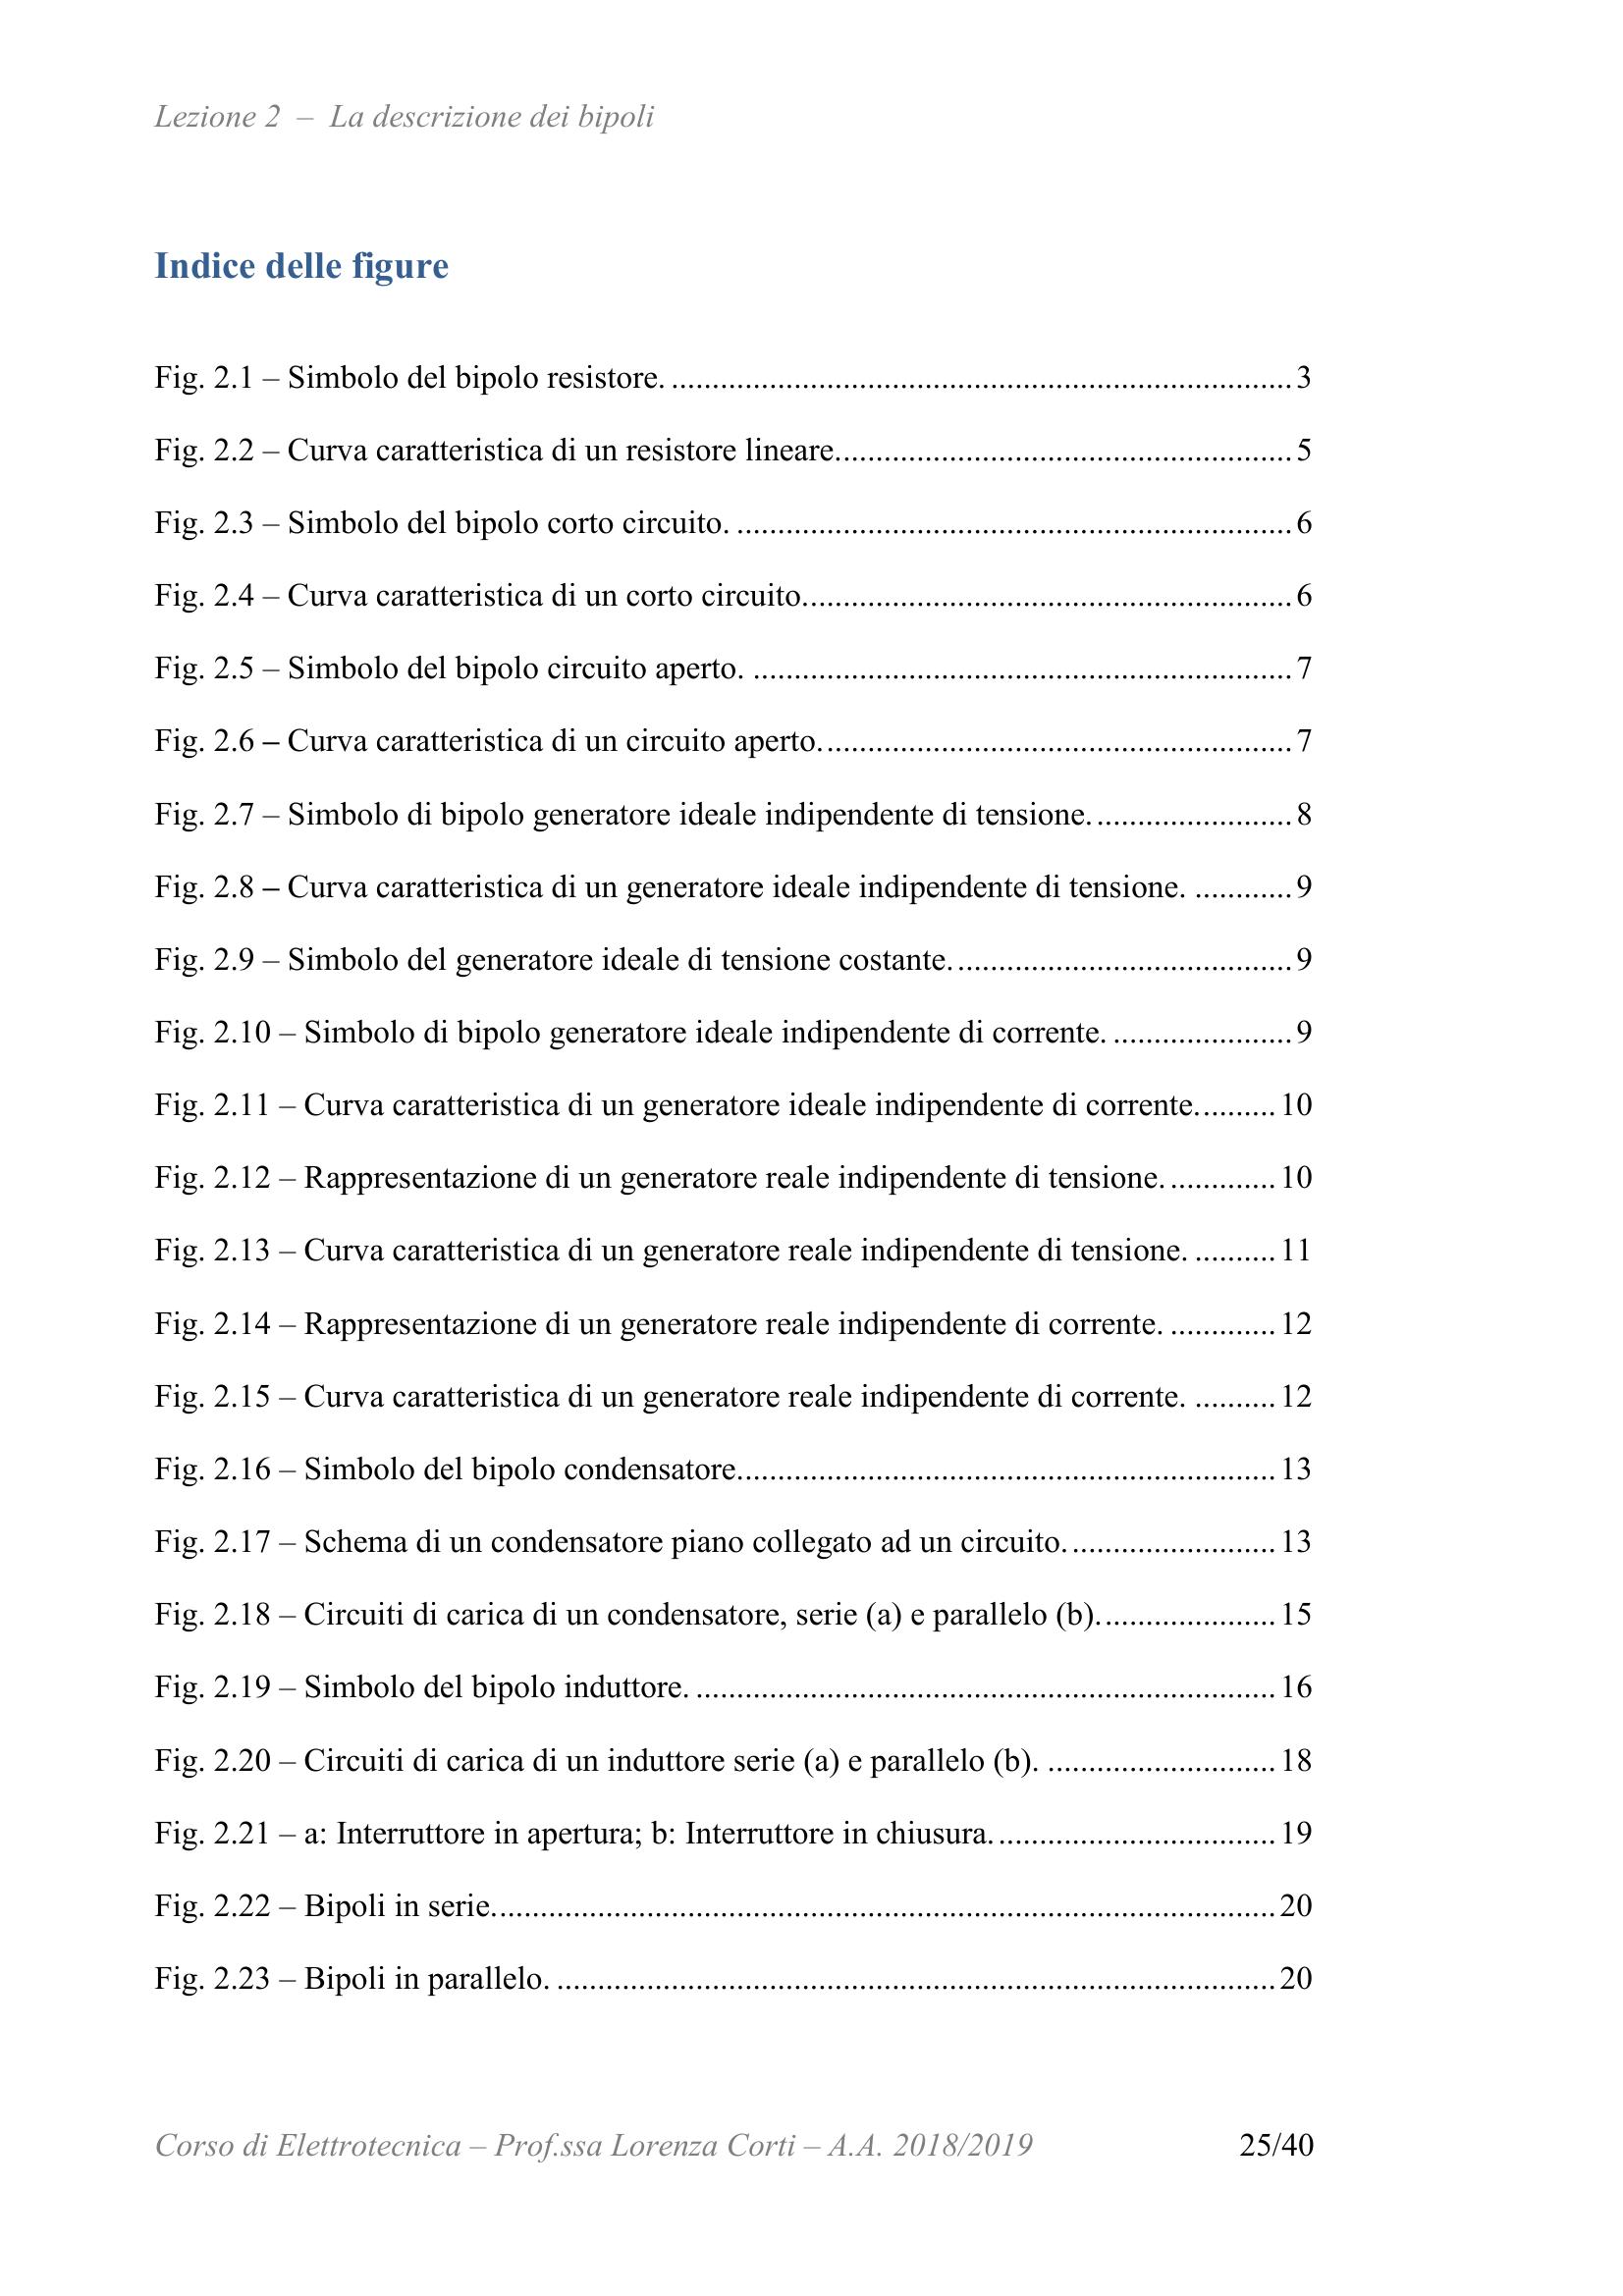 Lezione 2 – La descrizione dei bipoli
Indice delle figure
Fig. 2.1 – Simbolo del bipolo resistore. ........................................................................... 3
Fig. 2.2 – Curva caratteristica di un resistore lineare....................................................... 5
Fig. 2.3 – Simbolo del bipolo corto circuito. ................................................................... 6
Fig. 2.4 – Curva caratteristica di un corto circuito........................................................... 6
Fig. 2.5 – Simbolo del bipolo circuito aperto. ................................................................. 7
Fig. 2.6 – Curva caratteristica di un circuito aperto......................................................... 7
Fig. 2.7 – Simbolo di bipolo generatore ideale indipendente di tensione. ....................... 8
Fig. 2.8 – Curva caratteristica di un generatore ideale indipendente di tensione. ............ 9
Fig. 2.9 – Simbolo del generatore ideale di tensione costante. ........................................ 9
Fig. 2.10 – Simbolo di bipolo generatore ideale indipendente di corrente. ...................... 9
Fig. 2.11 – Curva caratteristica di un generatore ideale indipendente di corrente.......... 10
Fig. 2.12 – Rappresentazione di un generatore reale indipendente di tensione. ............. 10
Fig. 2.13 – Curva caratteristica di un generatore reale indipendente di tensione. .......... 11
Fig. 2.14 – Rappresentazione di un generatore reale indipendente di corrente. ............. 12
Fig. 2.15 – Curva caratteristica di un generatore reale indipendente di corrente. .......... 12
Fig. 2.16 – Simbolo del bipolo condensatore................................................................. 13
Fig. 2.17 – Schema di un condensatore piano collegato ad un circuito. ........................ 13
Fig. 2.18 – Circuiti di carica di un condensatore, serie (a) e parallelo (b). .................... 15
Fig. 2.19 – Simbolo del bipolo induttore. ...................................................................... 16
Fig. 2.20 – Circuiti di carica di un induttore serie (a) e parallelo (b). ........................... 18
Fig. 2.21 – a: Interruttore in apertura; b: Interruttore in chiusura. ................................. 19
Fig. 2.22 – Bipoli in serie............................................................................................... 20
Fig. 2.23 – Bipoli in parallelo. ....................................................................................... 20
Corso di Elettrotecnica – Prof.ssa Lorenza Corti – A.A. 2018/2019 25/40